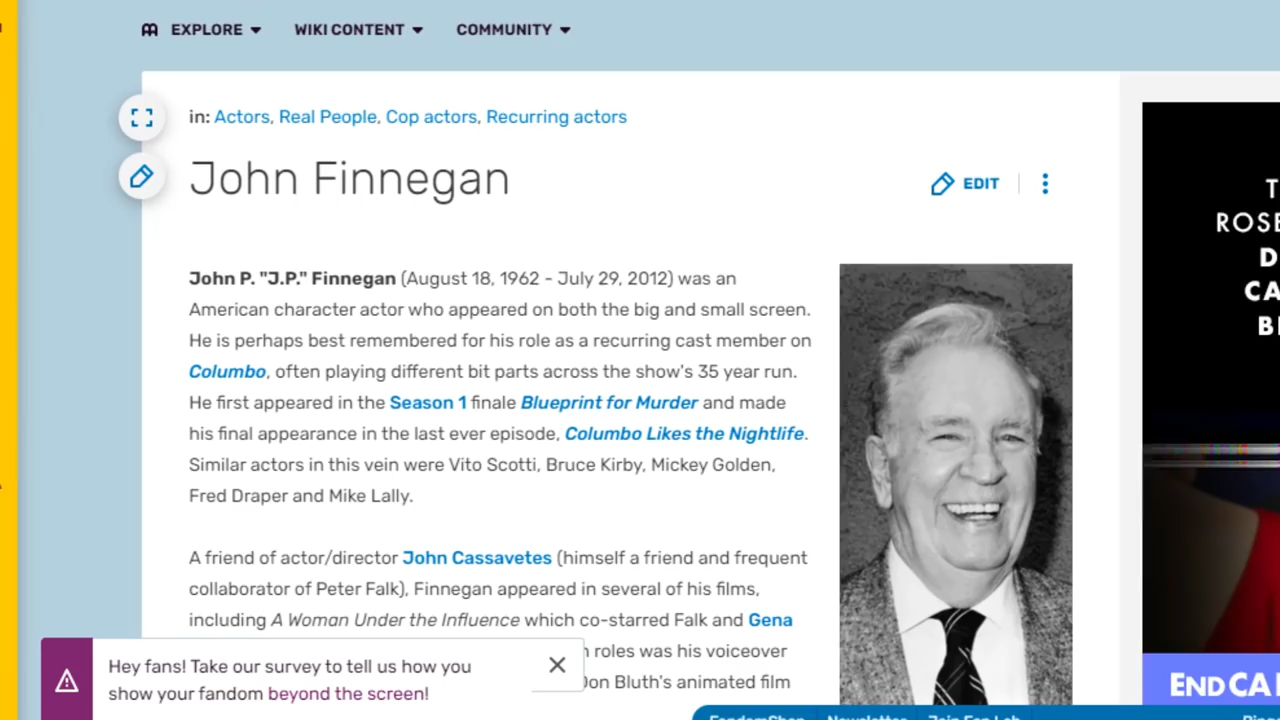 EXPLORE WIKI CONTENT COMMUNITY
in: Actors, Real People, Cop actors, Recurring actors
John Finnegan
EDIT
John P. "J.P." Finnegan (August 18, 1962 - July 29, 2012) was an
American character actor who appeared on both the big and small screen.
He is perhaps best remembered for his role as a recurring cast member on
Columbo, often playing different bit parts across the show's 35 year run.
He first appeared in the Season 1 finale Blueprint for Murder and made
his final appearance in the last ever episode, Columbo Likes the Nightlife.
Similar actors in this vein were Vito Scotti, Bruce Kirby, Mickey Golden,
Fred Draper and Mike Lally.
A friend of actor/director John Cassavetes (himself a friend and frequent
collaborator of Peter Falk), Finnegan appeared in several of his films,
including A Woman Under the Influence which co-starred Falk and Gena
roles was his voiceover
Don Bluth's animated film
Hey fans! Take our survey to tell us how you
show your fandom beyond the screen!
FandomShop Newsletter Join Fan Lab
T
ROSE
D
CA
B
END CA